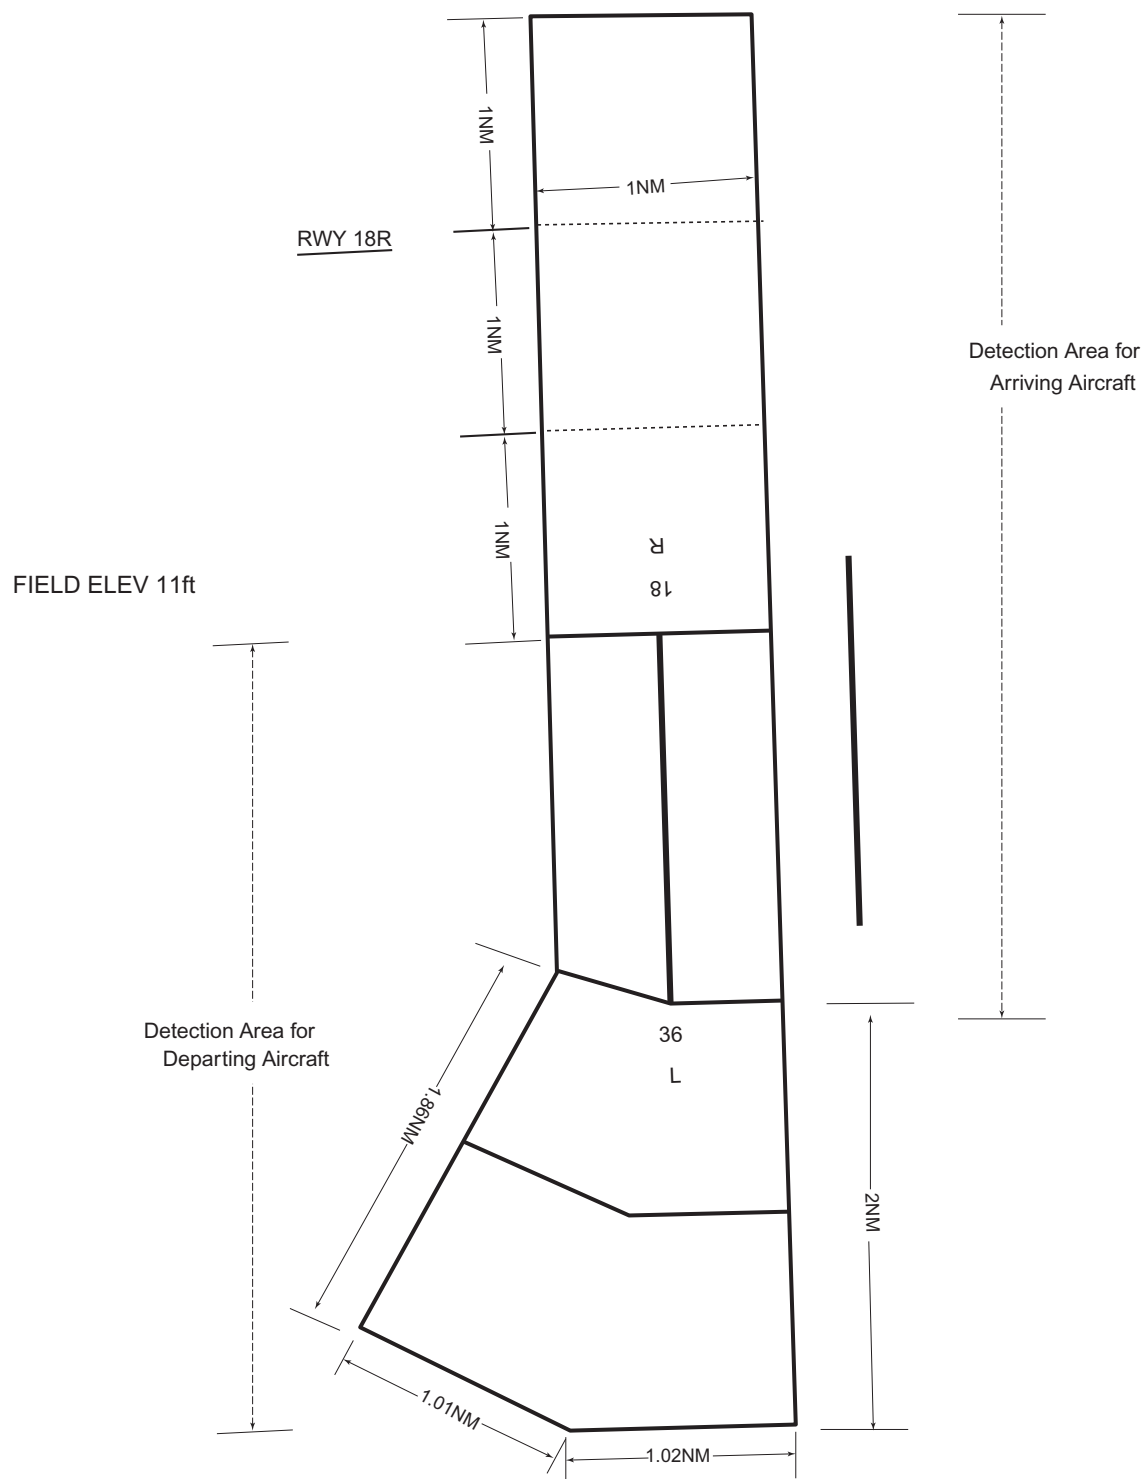 1NM
1NM
RWY 18R
1NM
Detection Area for
Arriving Aircraft
1NM
R
18
FIELD ELEV 11ft
Detection Area for
Departing Aircraft
36
L
1.86NM
2NM
1.01NM
1.02NM